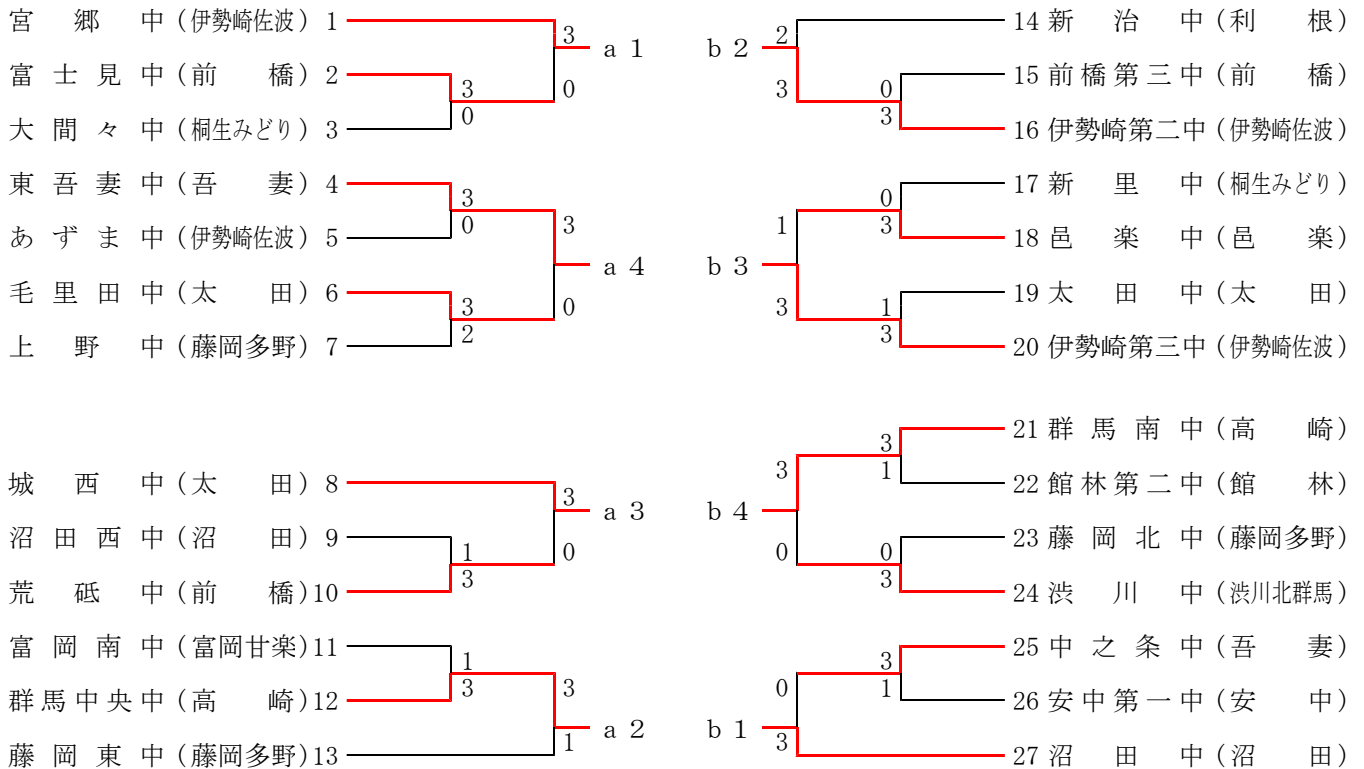 宮郷中(伊勢崎佐波) 1
3
a 1
0
富士見中(前橋) 2
3
0
大間々中(桐生みどり) 3
東吾妻中(吾妻) 4
3
0
3
あずま中(伊勢崎佐波) 5
a 4
毛里田中(太田) 6
3
2
0
上野中(藤岡多野) 7
城西中(太田) 8
3
a 3
0
沼田西中(沼田) 9
1
3
荒砥中(前橋)10
富岡南中(富岡甘楽)11
1
3
3
群馬中央中(高崎)12
a 2
1
藤岡東中(藤岡多野)13
2
14 新治中(利根)
b 2
3
15 前橋第三中(前橋)
0
3
16 伊勢崎第二中(伊勢崎佐波)
17 新里中(桐生みどり)
0
3
1
18 邑楽中(邑楽)
b 3
19 太田中(太田)
3
1
3
20 伊勢崎第三中(伊勢崎佐波)
21 群馬南中(高崎)
3
1
3
22 館林第二中(館林)
b 4
23 藤岡北中(藤岡多野)
0
0
3
24 渋川中(渋川北群馬)
25 中之条中(吾妻)
3
1
0
26 安中第一中(安中)
b 1
3
27 沼田中(沼田)